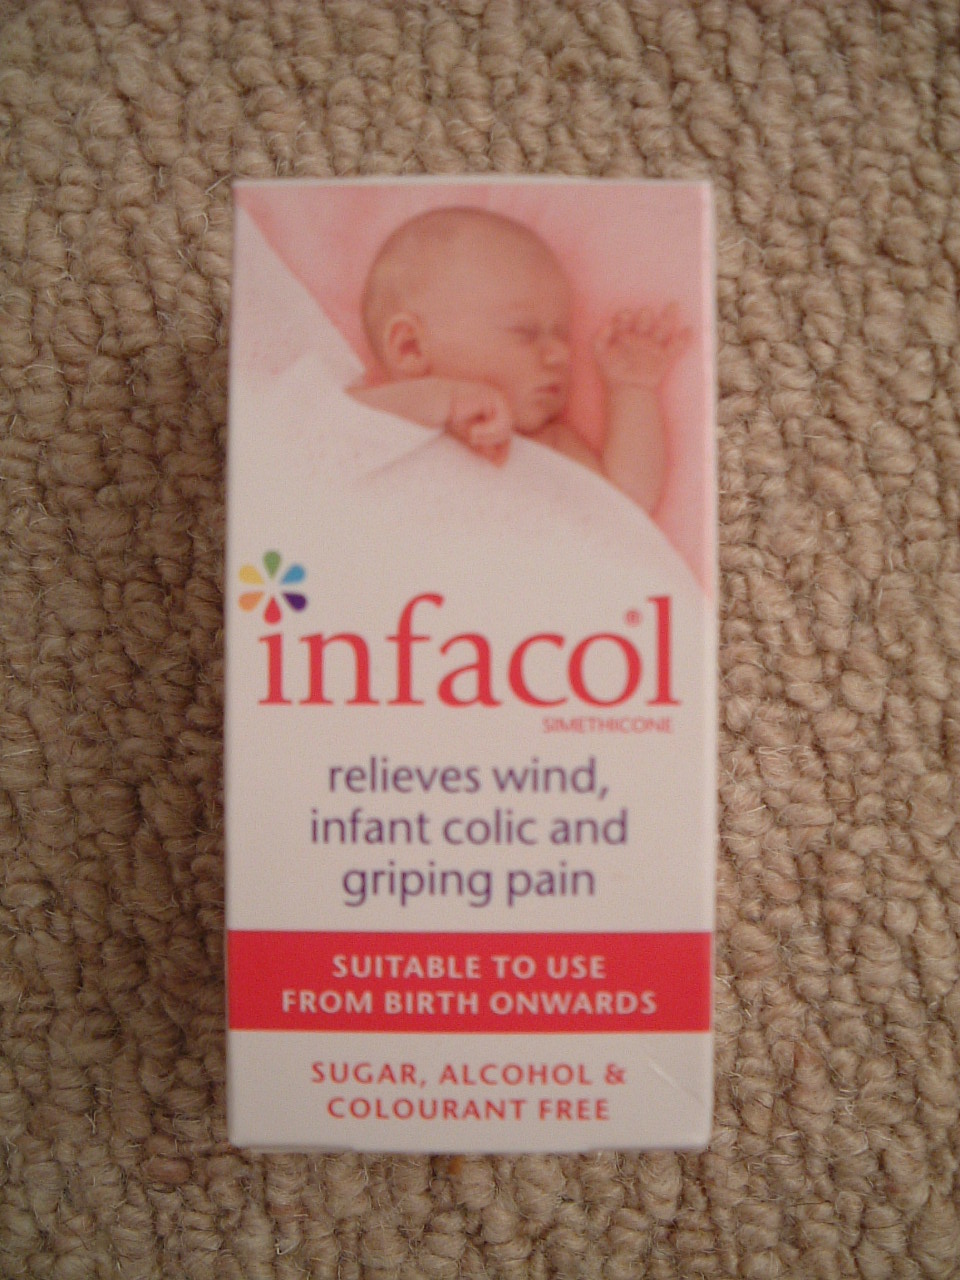 infacol®
SIMETHICONE
relieves wind,
infant colic and
griping pain
SUITABLE TO USE
FROM BIRTH ONWARDS
SUGAR, ALCOHOL &
COLOURANT FREE